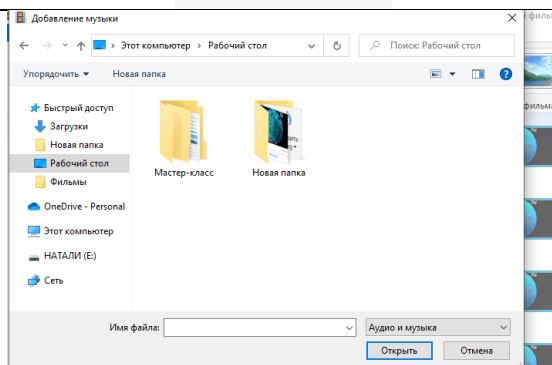 Добавление музыки
Этот компьютер > Рабочий стол
Поиск: Рабочий стол
Упорядочить
Новая папка
Быстрый доступ
Загрузки
Новая папка
Рабочий стол
Фильмы
OneDrive - Personal
Этот компьютер
НАТАЛИ (E:)
Сеть
Мастер-класс
Новая папка
Имя файла:
Аудио и музыка
Открыть
Отмена